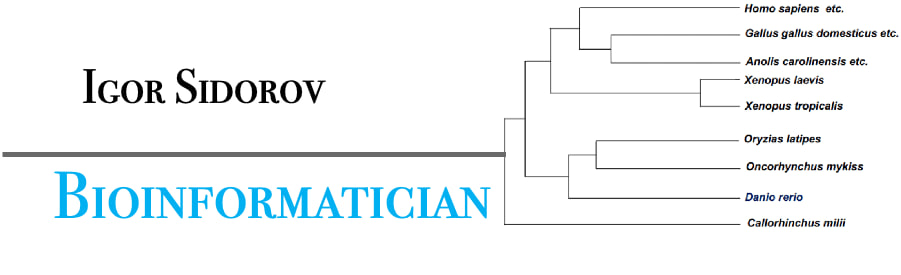 Igor Sidorov
Bioinformatician
Homo sapiens etc.
Gallus gallus domesticus etc.
Anolis carolinensis etc.
Xenopus laevis
Xenopus tropicalis
Oryzias latipes
Oncorhynchus mykiss
Danio rerio
Callorhinchus milii